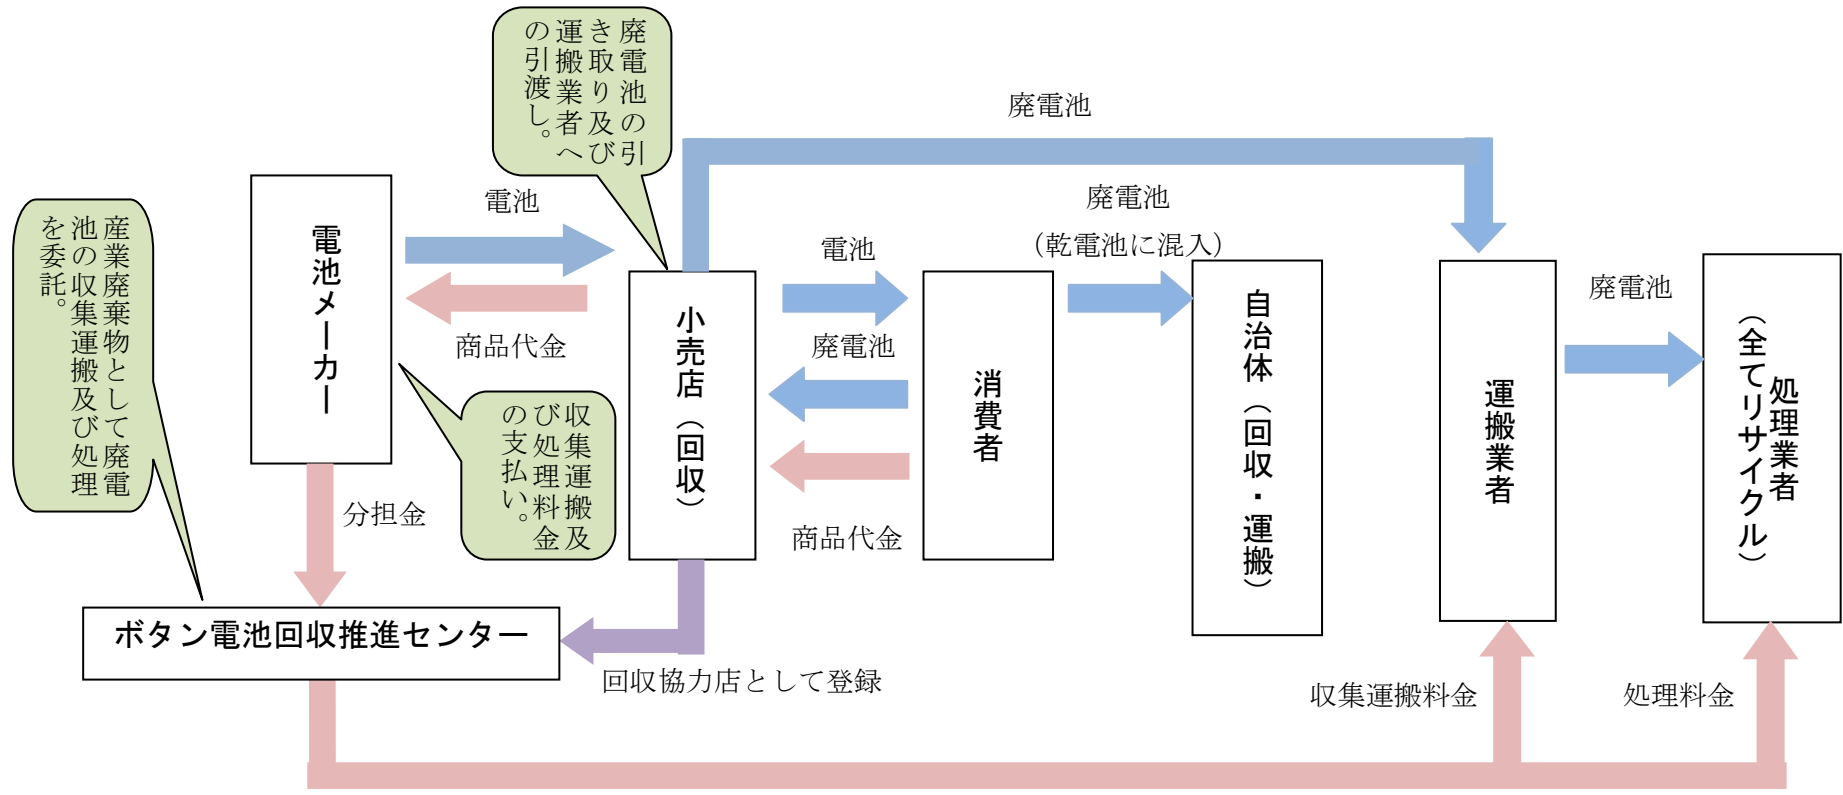 廃電池の引
き取り及び
運搬業者へ
の引渡し。
廃電池
電池
廃電池
(乾電池に混入)
産業廃棄物として廃電
池の収集運搬及び処理
を委託。
電池メーカー
商品代金
小売店（回収）
電池
廃電池
商品代金
消費者
自治体（回収・運搬）
運搬業者
廃電池
処理業者
（全てリサイクル）
収集運搬及
び処理料金
の支払い。
分担金
ボタン電池回収推進センター
回収協力店として登録
収集運搬料金
処理料金